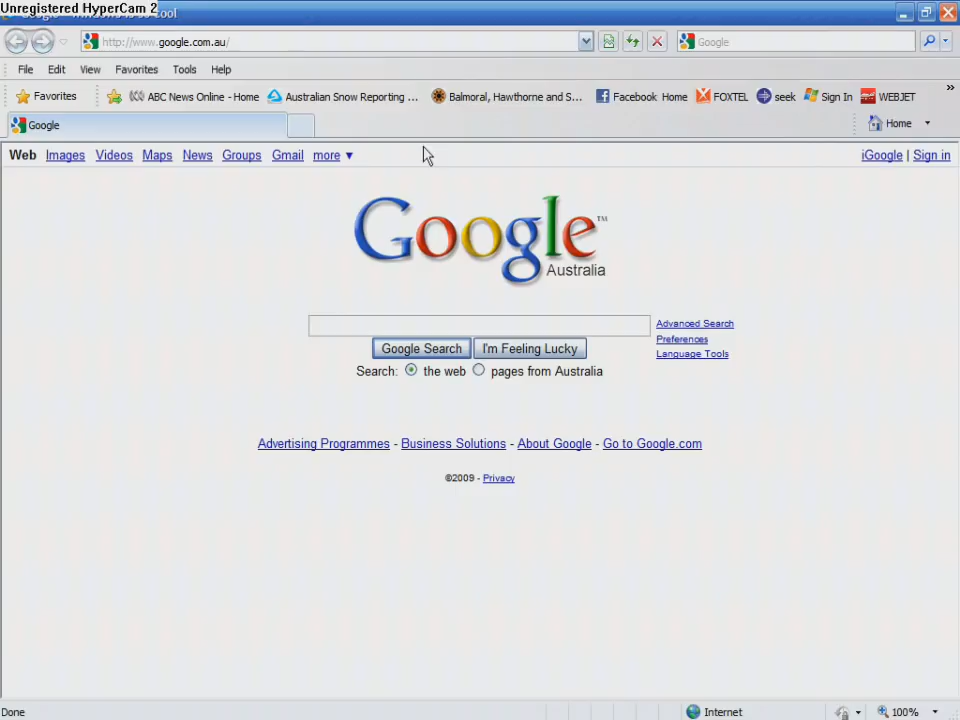 Unregistered HyperCam 2
http://www.google.com.au/
Google
File Edit View Favorites Tools Help
Favorites ABC News Online - Home Australian Snow Reporting ... Balmoral, Hawthorne and S... Facebook Home FOXTEL seek Sign In WEBJET »
Google
Home
Web Images Videos Maps News Groups Gmail more ▼
iGoogle | Sign in
Google™
Australia
Advanced Search
Preferences
Language Tools
Google Search I'm Feeling Lucky
Search: the web pages from Australia
Advertising Programmes - Business Solutions - About Google - Go to Google.com
©2009 - Privacy
Done Internet 100%